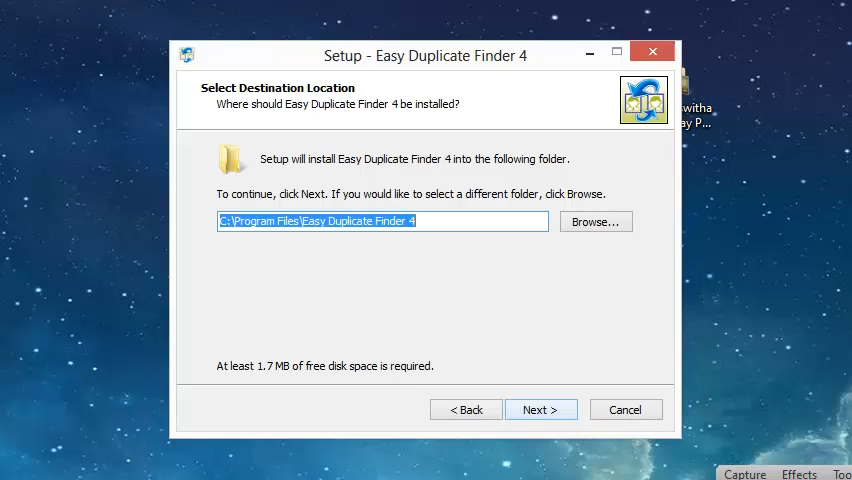 Setup - Easy Duplicate Finder 4
Select Destination Location
Where should Easy Duplicate Finder 4 be installed?
switha
ay P...
Setup will install Easy Duplicate Finder 4 into the following folder.
To continue, click Next. If you would like to select a different folder, click Browse.
C:\Program Files\Easy Duplicate Finder 4
Browse...
At least 1.7 MB of free disk space is required.
< Back
Next >
Cancel
Capture
Effects
Too